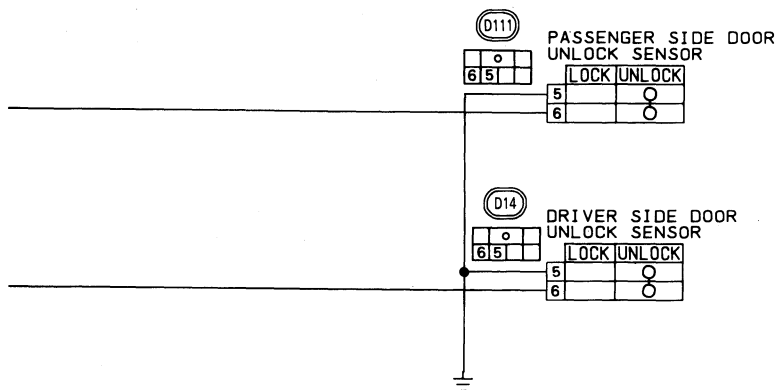 D111
PASSENGER SIDE DOOR
UNLOCK SENSOR
6 5
LOCK UNLOCK
5
6
D14
DRIVER SIDE DOOR
UNLOCK SENSOR
6 5
LOCK UNLOCK
5
6